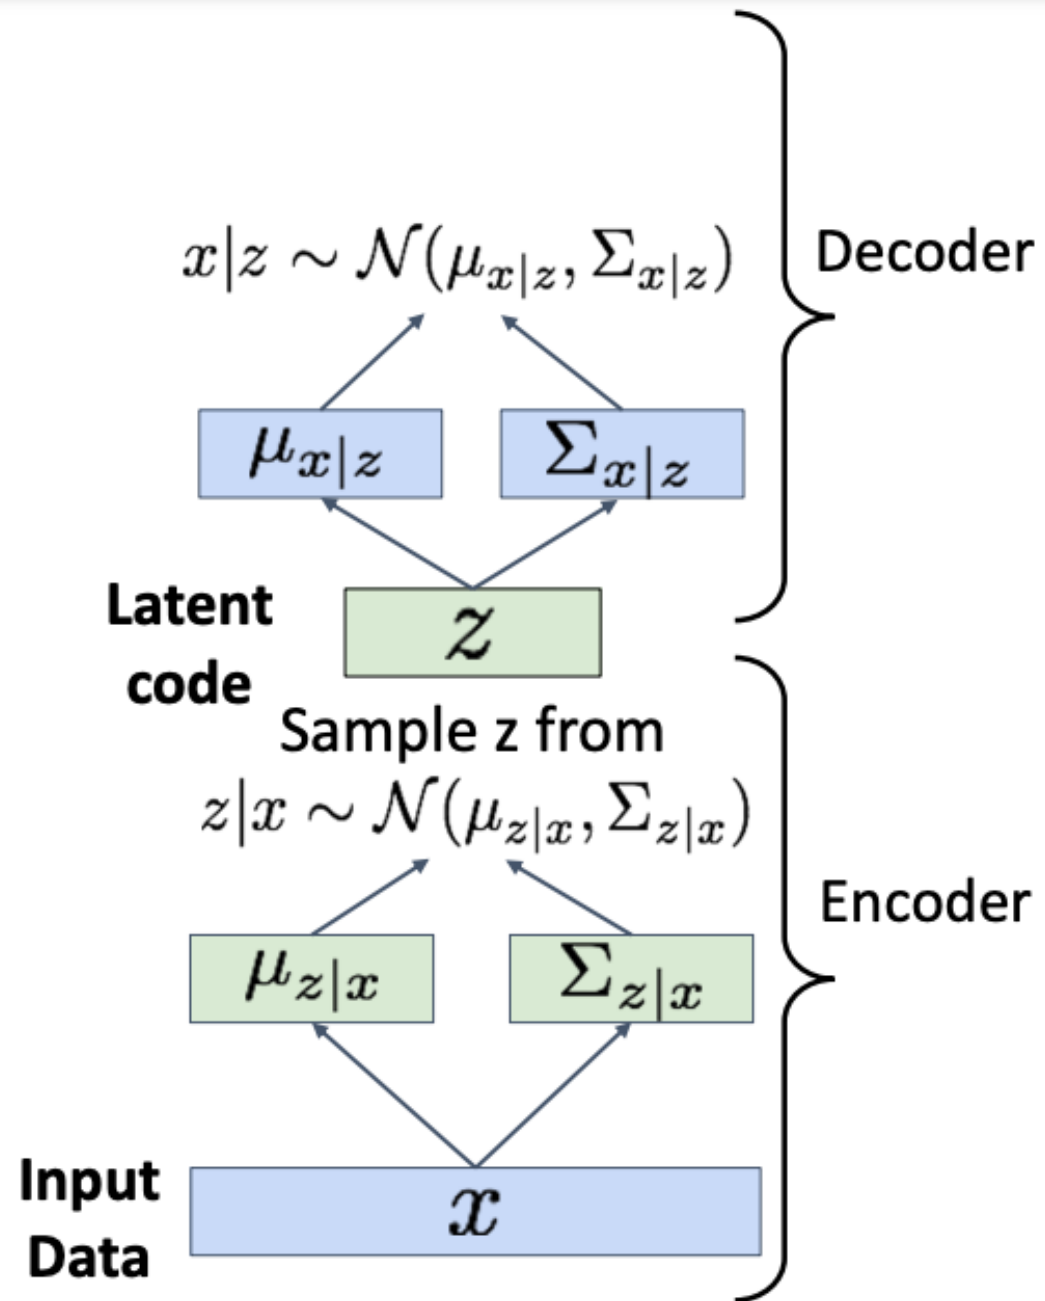 Decoder
x|z ∼ 𝒩(μ_{x|z}, Σ_{x|z})
μ_{x|z}
Σ_{x|z}
Latent
code
z
Sample z from
z|x ∼ 𝒩(μ_{z|x}, Σ_{z|x})
Encoder
μ_{z|x}
Σ_{z|x}
Input
Data
x